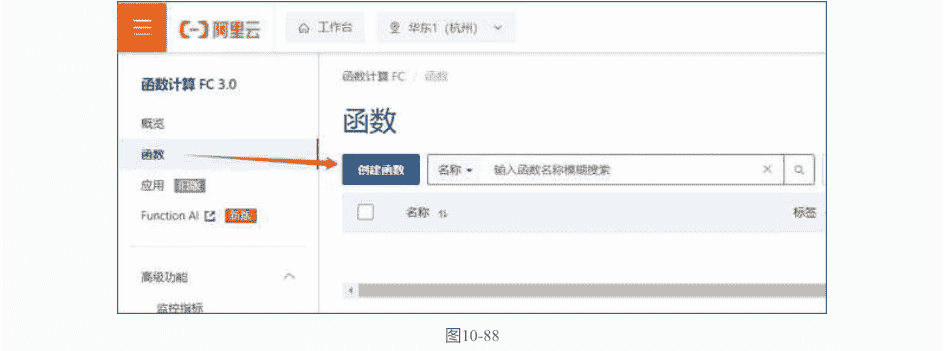 阿里云 工作台 华东1（杭州）
函数计算 FC 3.0
概览
函数
应用 旧版
Function AI 新版
高级功能
监控指标
函数计算 FC / 函数
函数
创建函数 名称 输入函数名称模糊搜索
名称 标签
图10-88